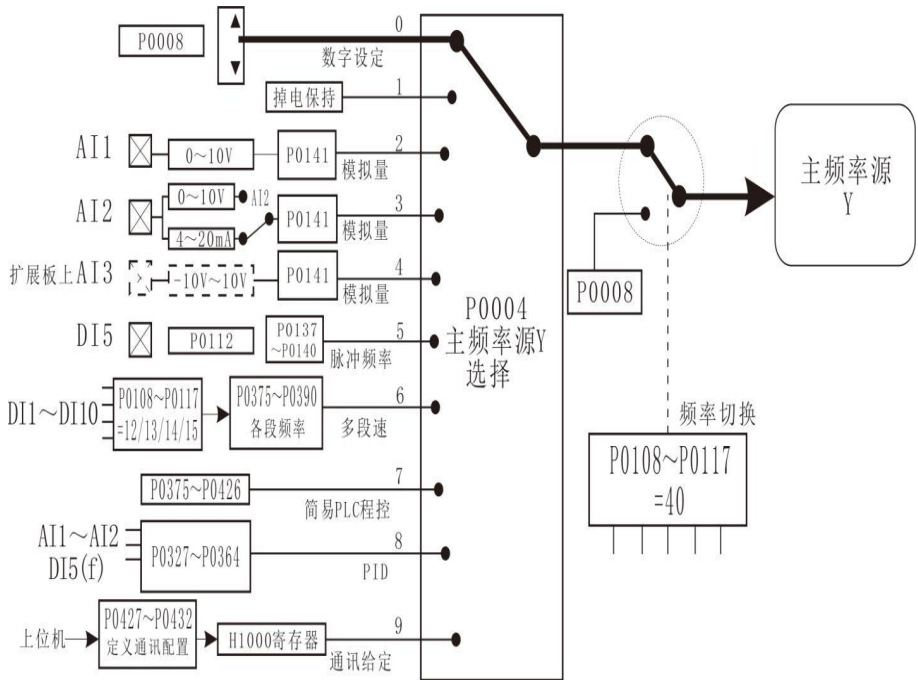 P0008
0
数字设定
掉电保持
1
AI1
0～10V
P0141
2
模拟量
AI2
0～10V
AI2
4～20mA
P0141
3
模拟量
扩展板上AI3
-10V～10V
P0141
4
模拟量
DI5
P0112
P0137
～P0140
5
脉冲频率
DI1～DI10
P0108～P0117
=12/13/14/15
P0375～P0390
各段频率
6
多段速
P0375～P0426
7
简易PLC程控
AI1～AI2
DI5(f)
P0327～P0364
8
PID
上位机
P0427～P0432
定义通讯配置
H1000寄存器
9
通讯给定
P0004
主频率源Y
选择
P0008
主频率源
Y
频率切换
P0108～P0117
=40